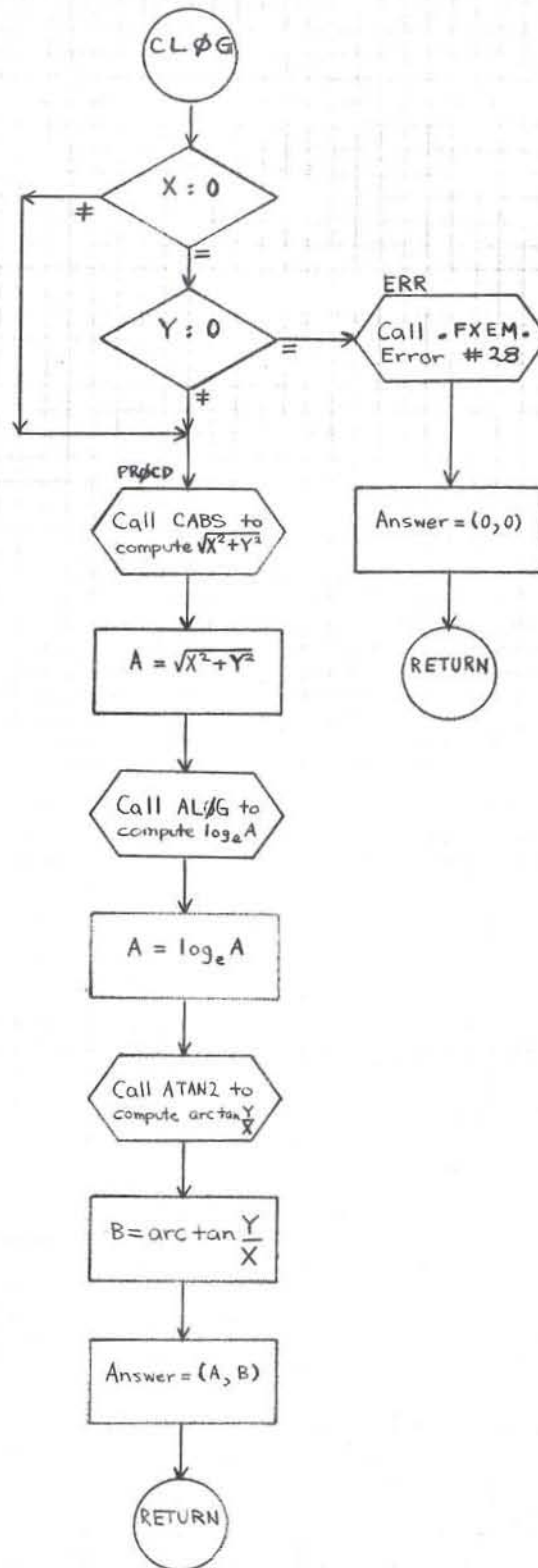 CLØG
X : 0
≠
=
Y : 0
=
≠
ERR
Call .FXEM.
Error #28
PRØCD
Call CABS to
compute √X²+Y²
Answer = (0,0)
A = √X²+Y²
RETURN
Call ALØG to
compute logₑA
A = logₑA
Call ATAN2 to
compute arc tan Y/X
B = arc tan Y/X
Answer = (A, B)
RETURN